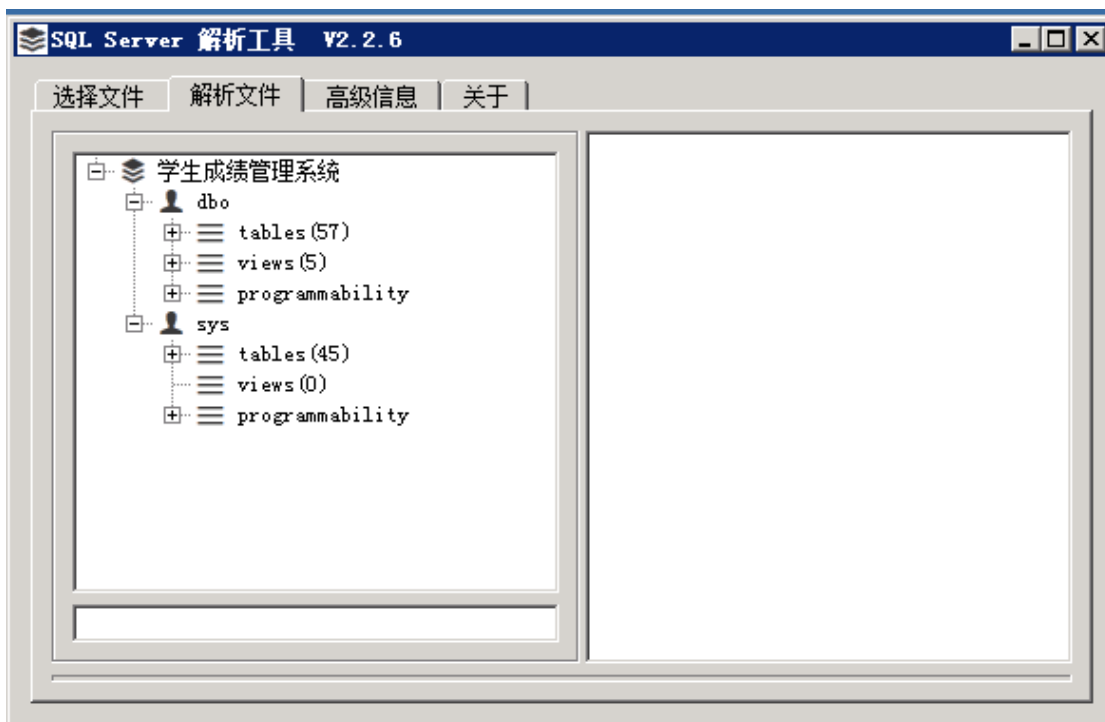 SQL Server 解析工具 V2.2.6
选择文件 解析文件 高级信息 关于
学生成绩管理系统
dbo
tables(57)
views(5)
programmability
sys
tables(45)
views(0)
programmability